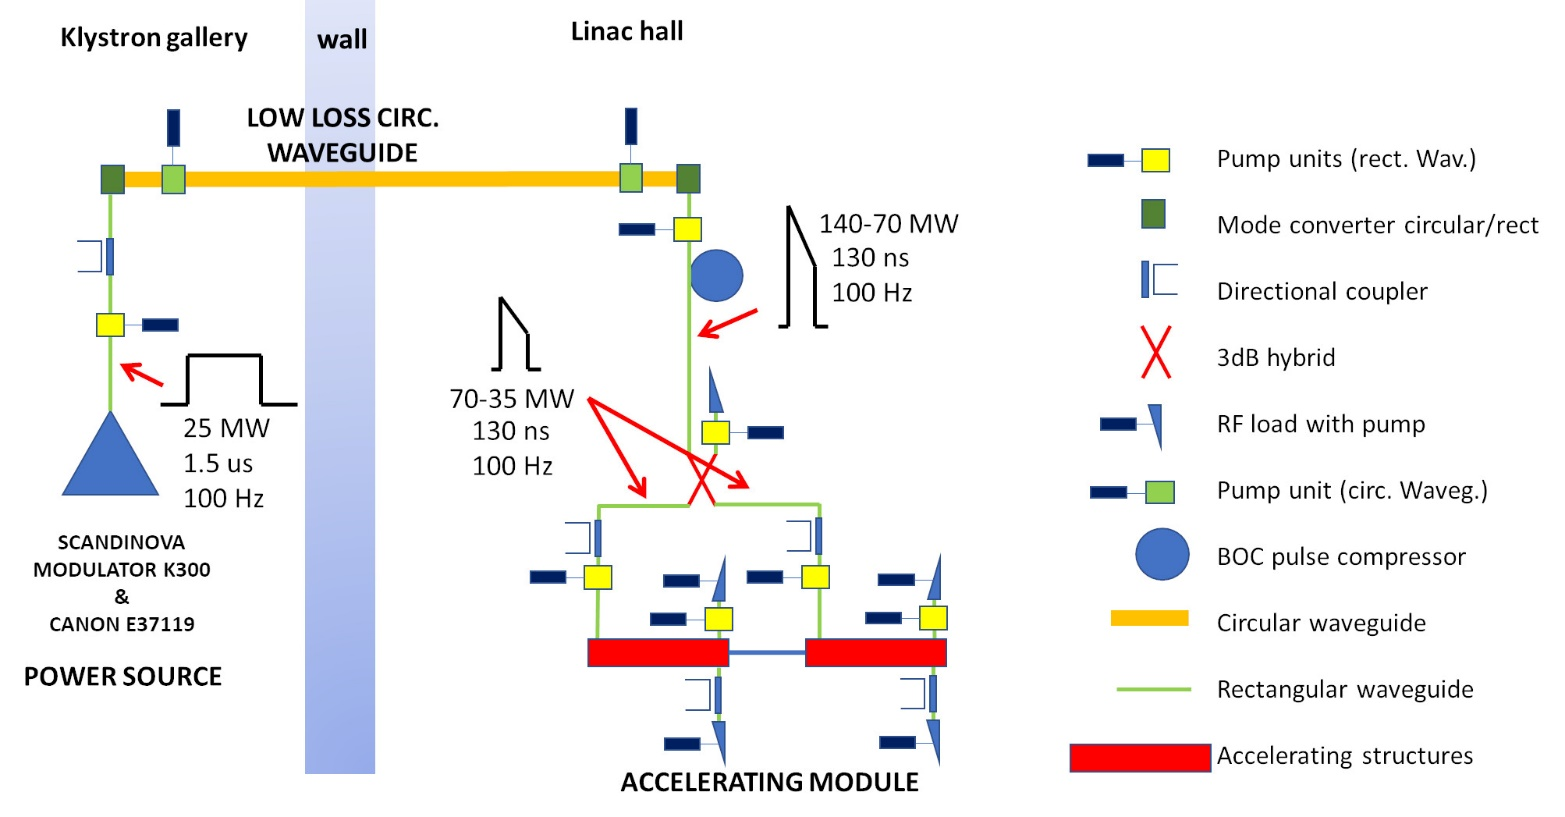 Klystron gallery
wall
Linac hall
LOW LOSS CIRC.
WAVEGUIDE
140-70 MW
130 ns
100 Hz
70-35 MW
130 ns
100 Hz
25 MW
1.5 us
100 Hz
SCANDINOVA
MODULATOR K300
&
CANON E37119
POWER SOURCE
ACCELERATING MODULE
Pump units (rect. Wav.)
Mode converter circular/rect
Directional coupler
3dB hybrid
RF load with pump
Pump unit (circ. Waveg.)
BOC pulse compressor
Circular waveguide
Rectangular waveguide
Accelerating structures